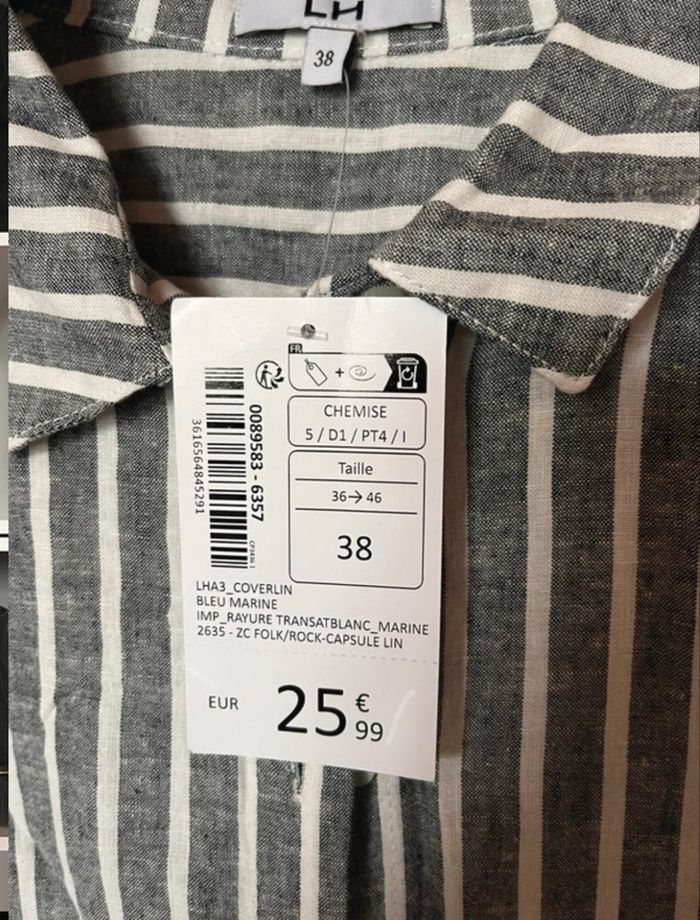 LH
38
FR
+
CHEMISE
5 / D1 / PT4 / I
Taille
36→46
38
0089583 - 6357
3616564845291
LHA3_COVERLIN
BLEU MARINE
IMP_RAYURE TRANSATBLANC_MARINE
2635 - ZC FOLK/ROCK-CAPSULE LIN
EUR
25€99